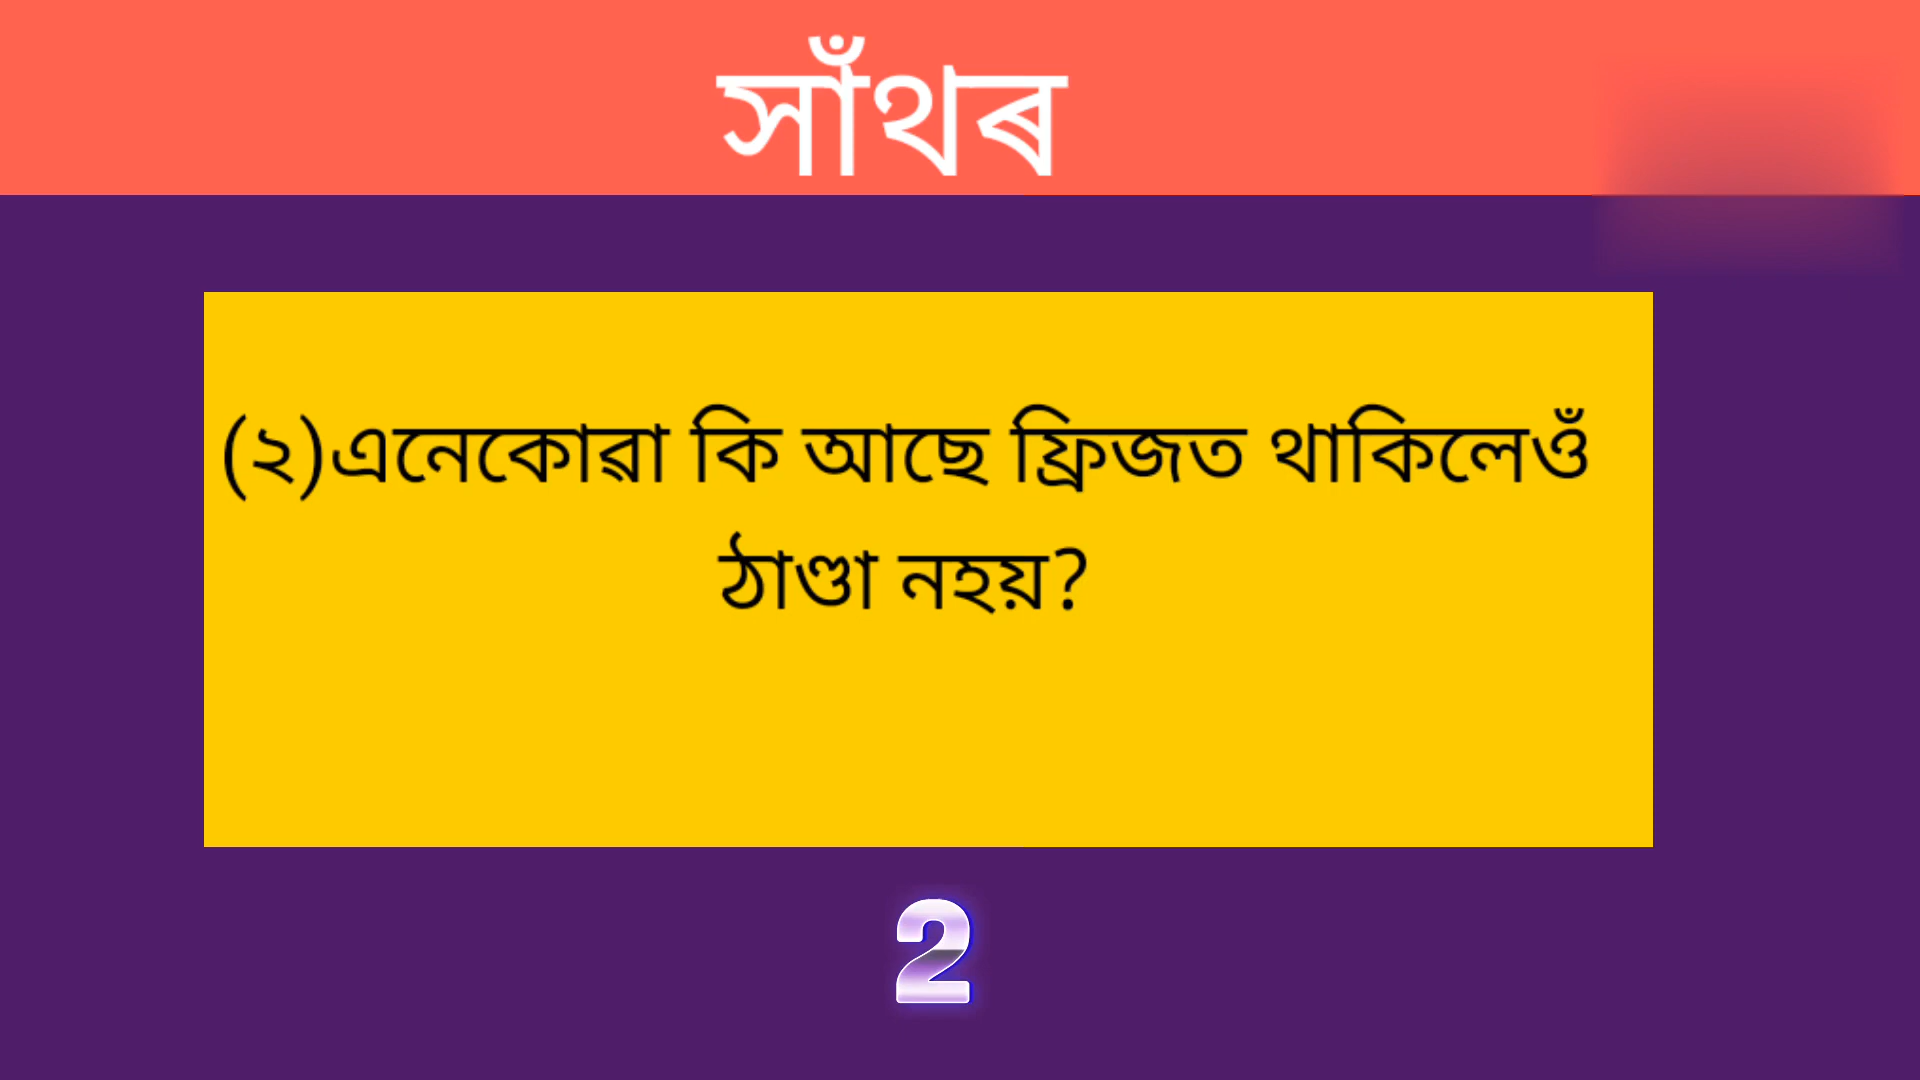 সাঁথৰ
(২)এনেকোৱা কি আছে ফ্ৰিজত থাকিলেওঁ
ঠাণ্ডা নহয়?
2